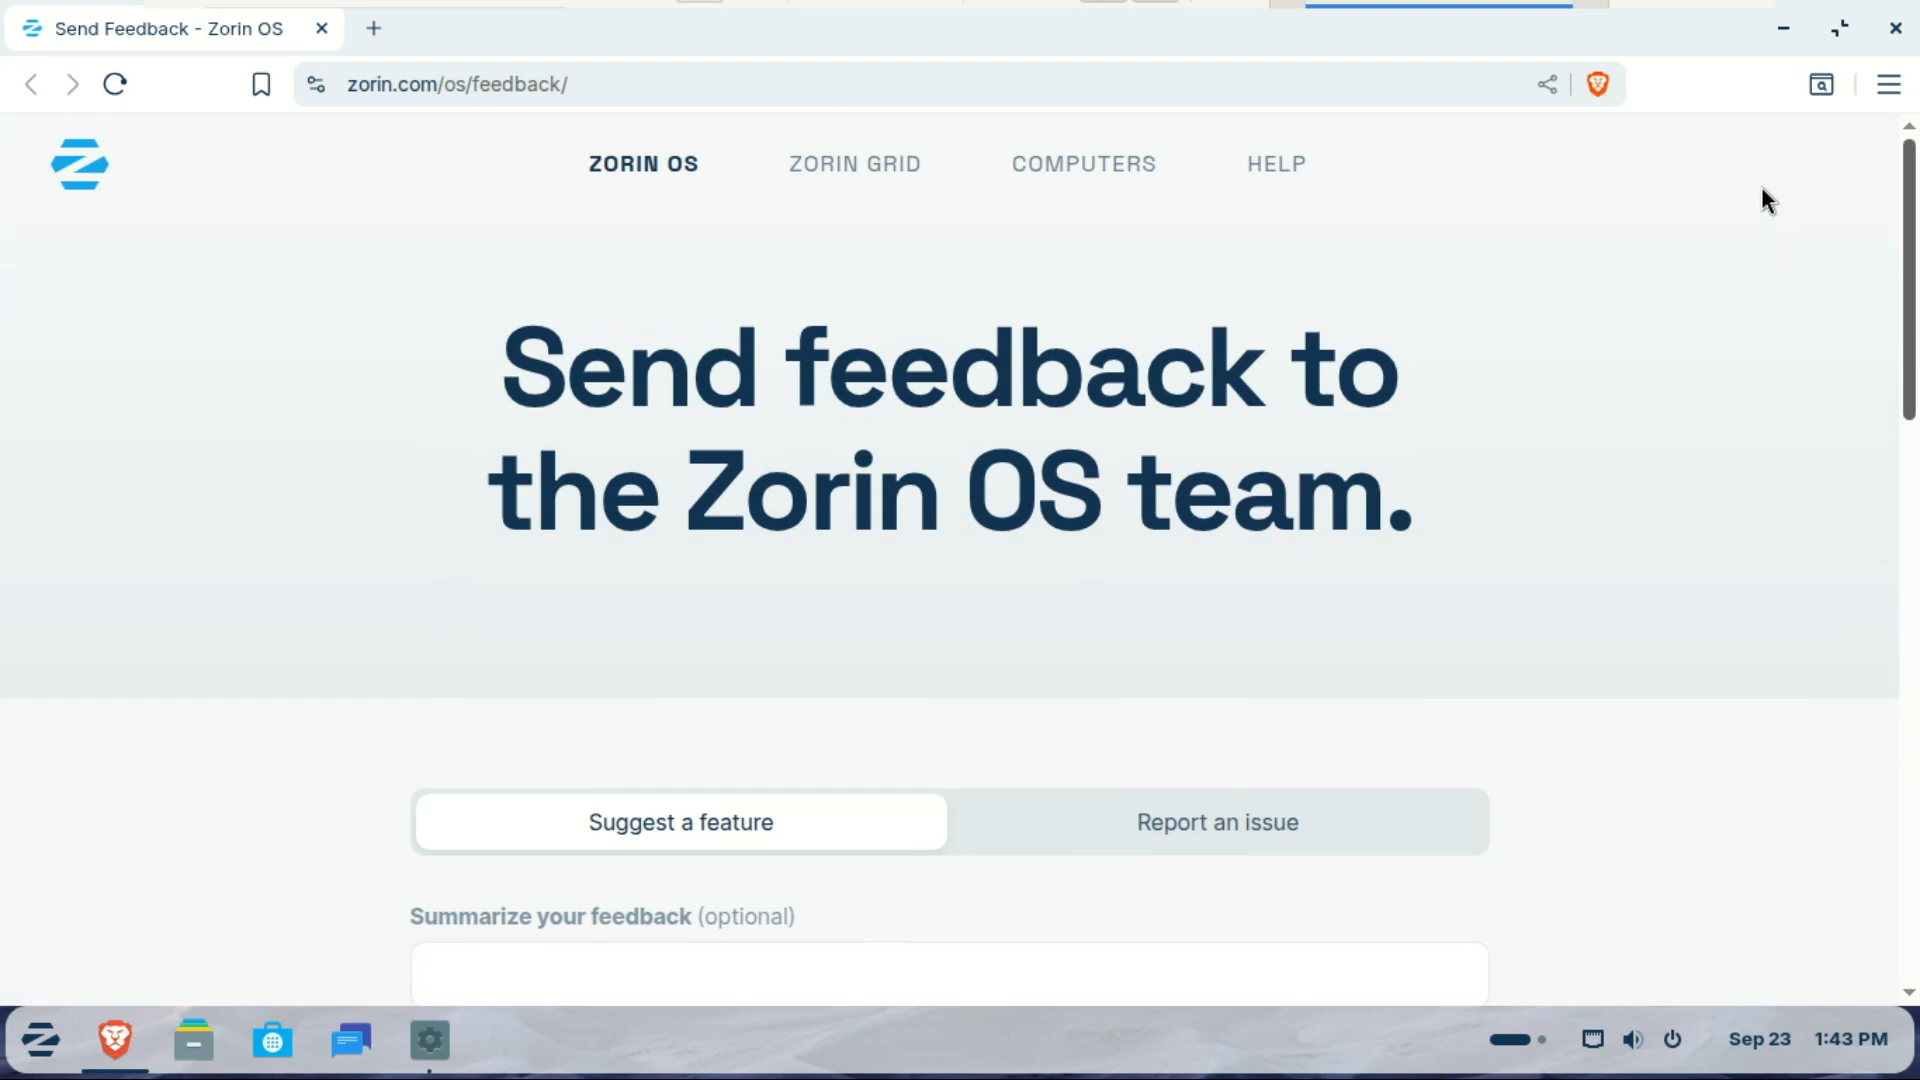 Send Feedback - Zorin OS
zorin.com/os/feedback/
ZORIN OS
ZORIN GRID
COMPUTERS
HELP
Send feedback to
the Zorin OS team.
Suggest a feature
Report an issue
Summarize your feedback (optional)
Sep 23 1:43 PM